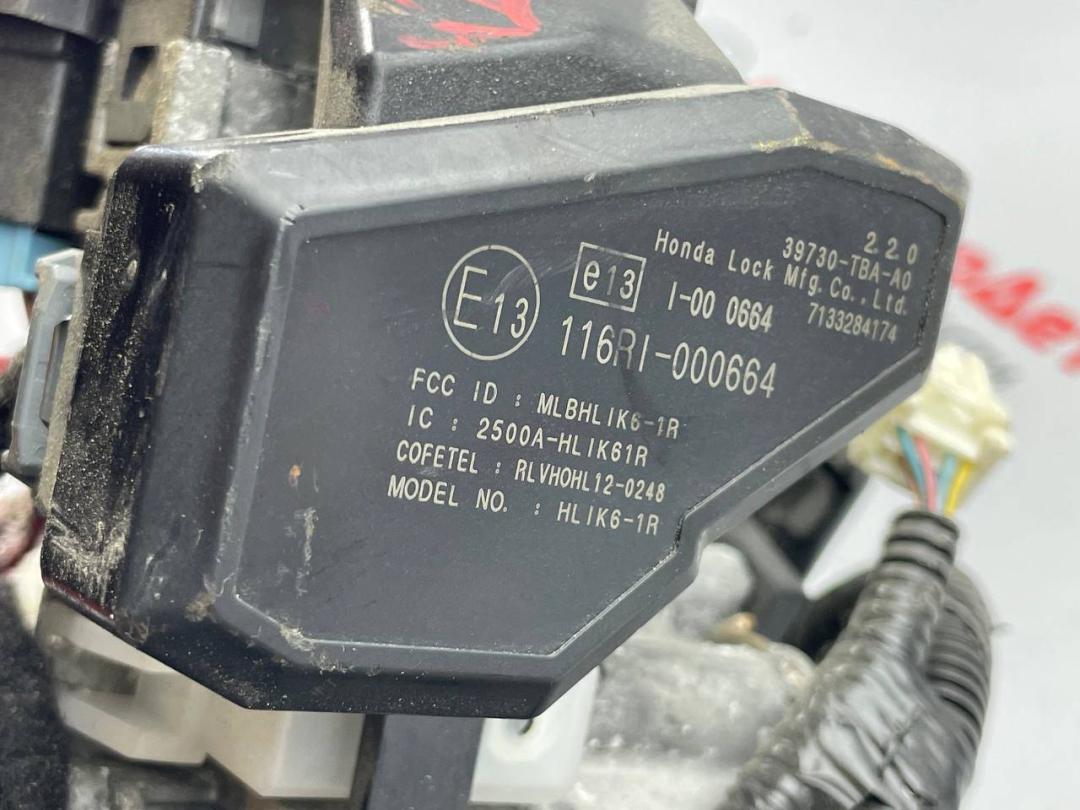 2.2.0
39730-TBA-A0
Honda Lock Mfg. Co., Ltd.
7133284174
E13
e13
I-00 0664
116RI-000664
FCC ID : MLBHLIK6-1R
IC : 2500A-HLIK61R
COFETEL : RLVHOHL12-0248
MODEL NO. : HLIK6-1R